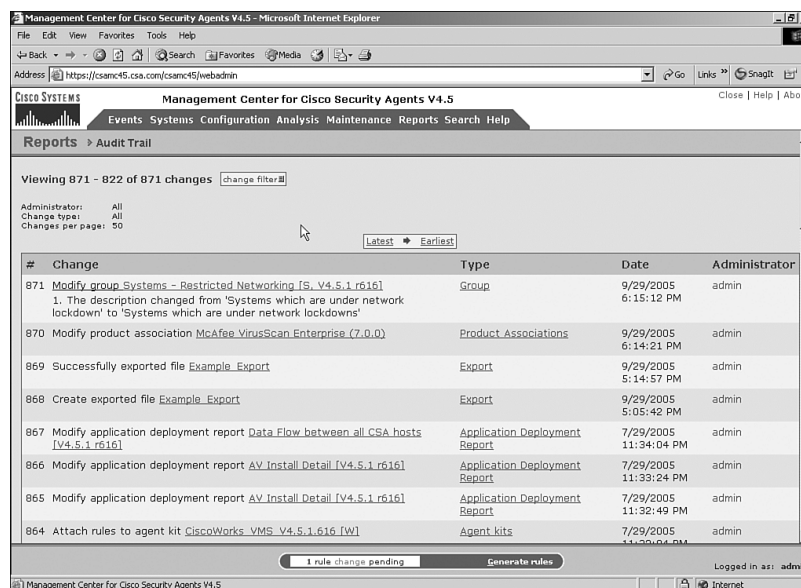 Management Center for Cisco Security Agents V4.5 - Microsoft Internet Explorer
File Edit View Favorites Tools Help
Back Search Favorites Media
Address https://csamc45.csa.com/csamc45/webadmin Go Links » SnagIt
CISCO SYSTEMS
Management Center for Cisco Security Agents V4.5
Close | Help | Abo
Events Systems Configuration Analysis Maintenance Reports Search Help
Reports Audit Trail
Viewing 871 - 822 of 871 changes change filter
Administrator: All
Change type: All
Changes per page: 50
Latest Earliest
# Change Type Date Administrator
871 Modify group Systems - Restricted Networking [S, V4.5.1 r616] Group 9/29/2005 admin
1. The description changed from 'Systems which are under network 6:15:12 PM
lockdown' to 'Systems which are under network lockdowns'
870 Modify product association McAfee VirusScan Enterprise (7.0.0) Product Associations 9/29/2005 admin
6:14:21 PM
869 Successfully exported file Example_Export Export 9/29/2005 admin
5:14:57 PM
868 Create exported file Example_Export Export 9/29/2005 admin
5:05:42 PM
867 Modify application deployment report Data Flow between all CSA hosts Application Deployment 7/29/2005 admin
[V4.5.1 r616] Report 11:34:04 PM
866 Modify application deployment report AV Install Detail [V4.5.1 r616] Application Deployment 7/29/2005 admin
Report 11:33:24 PM
865 Modify application deployment report AV Install Detail [V4.5.1 r616] Application Deployment 7/29/2005 admin
Report 11:32:49 PM
864 Attach rules to agent kit CiscoWorks_VMS_V4.5.1.616 [W] Agent kits 7/29/2005 admin
1 rule change pending Generate rules
Logged in as: adm
Management Center for Cisco Security Agents V4.5 Internet